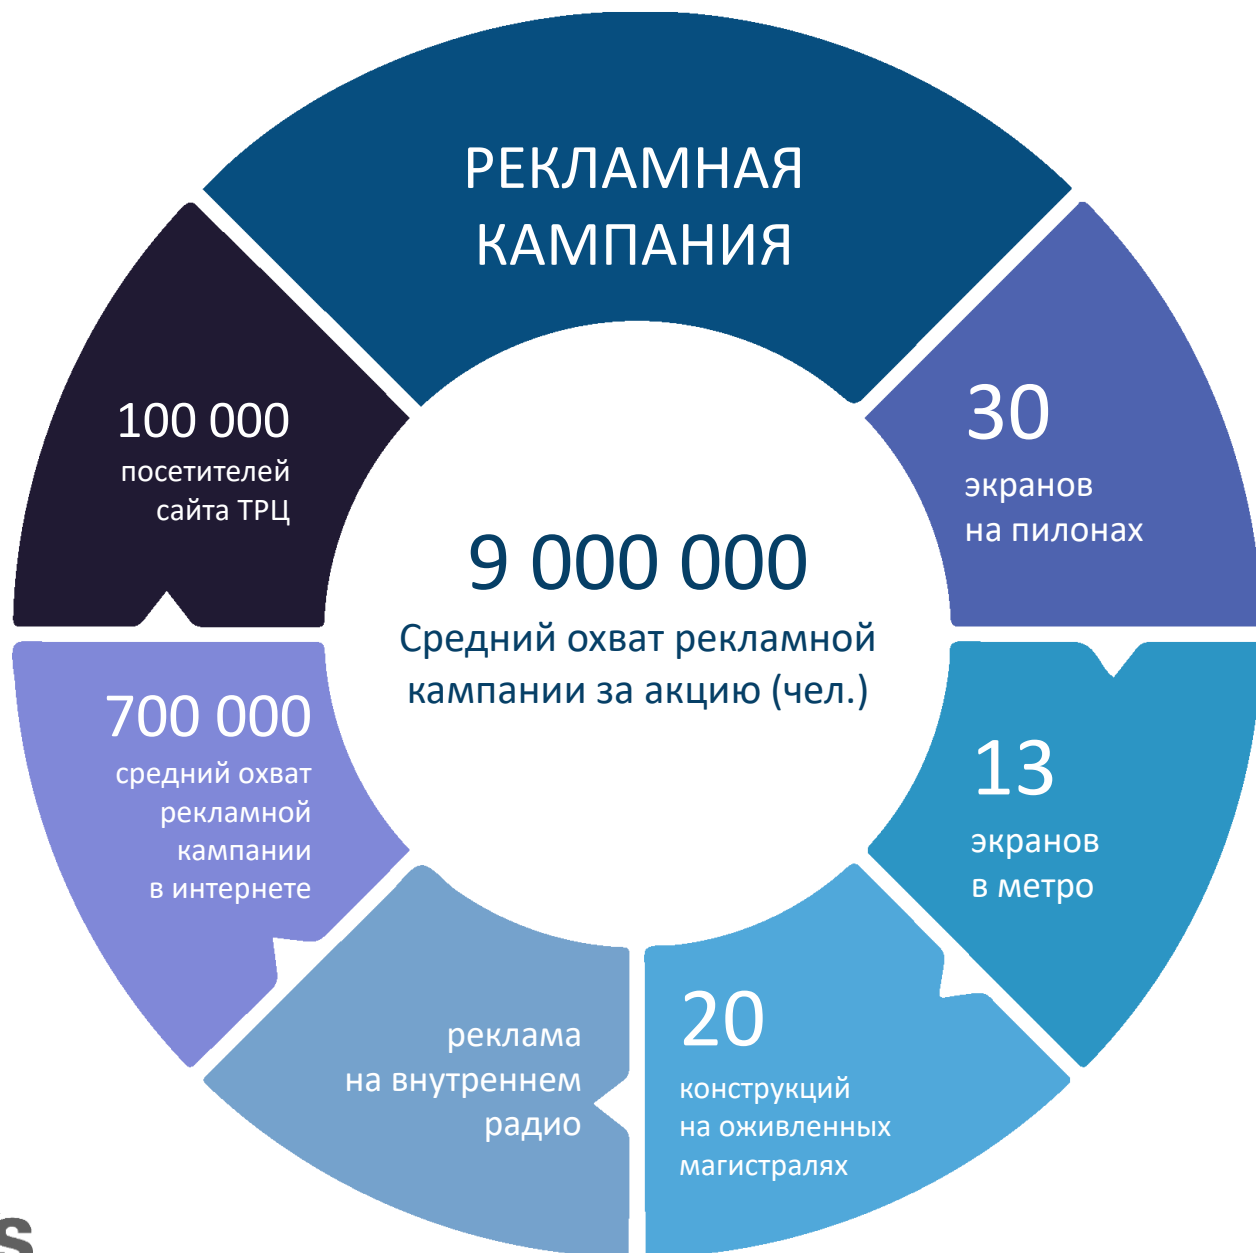 РЕКЛАМНАЯ
КАМПАНИЯ
30
экранов
на пилонах
13
экранов
в метро
20
конструкций
на оживленных
магистралях
реклама
на внутреннем
радио
700 000
средний охват
рекламной
кампании
в интернете
100 000
посетителей
сайта ТРЦ
9 000 000
Средний охват рекламной
кампании за акцию (чел.)
s